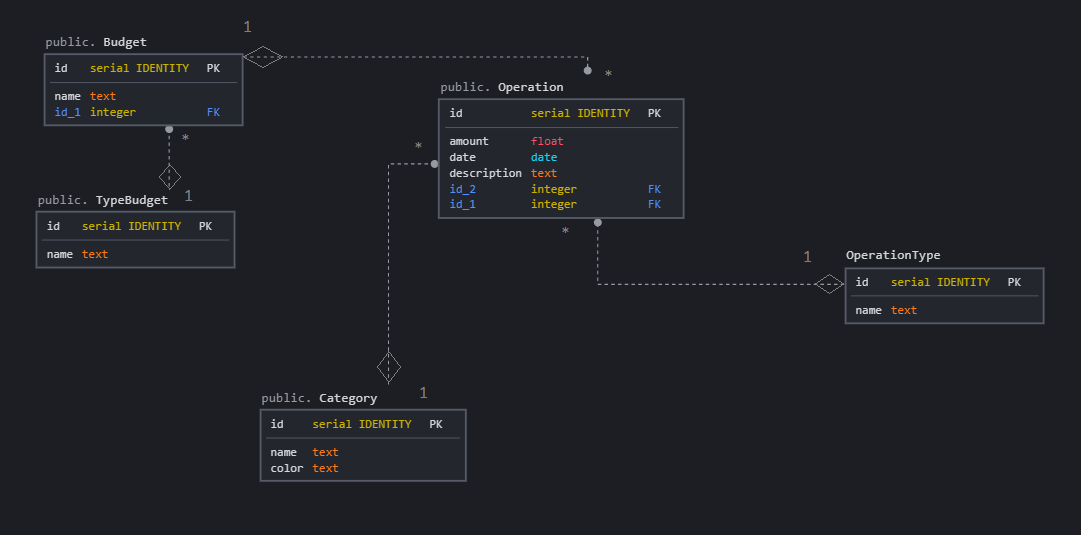 1
public. Budget
id serial IDENTITY PK
name text
id_1 integer FK
*
*
public. Operation
id serial IDENTITY PK
amount float
date date
description text
id_2 integer FK
id_1 integer FK
*
*
1
public. TypeBudget
id serial IDENTITY PK
name text
1
OperationType
id serial IDENTITY PK
name text
1
public. Category
id serial IDENTITY PK
name text
color text